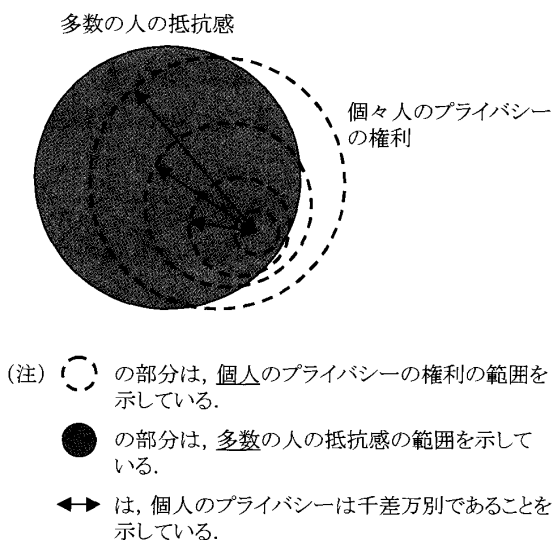 多数の人の抵抗感
個々人のプライバシー
の権利
(注) の部分は, 個人のプライバシーの権利の範囲を
示している.
の部分は, 多数の人の抵抗感の範囲を示して
いる.
は, 個人のプライバシーは千差万別であることを
示している.